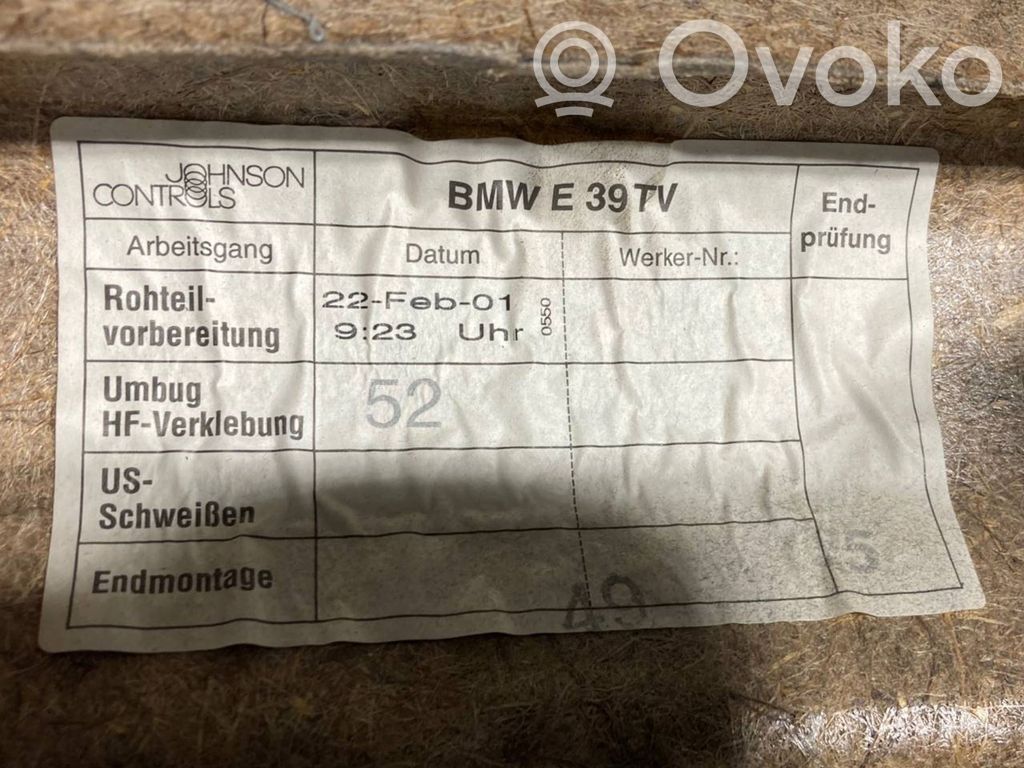 Ovoko
JOHNSON
CONTROLS
BMW E 39 TV
End-
prüfung
Arbeitsgang
Datum
Werker-Nr.:
Rohteil-
vorbereitung
22-Feb-01
9:23 Uhr
0550
Umbug
HF-Verklebung
52
US-
Schweißen
Endmontage
49